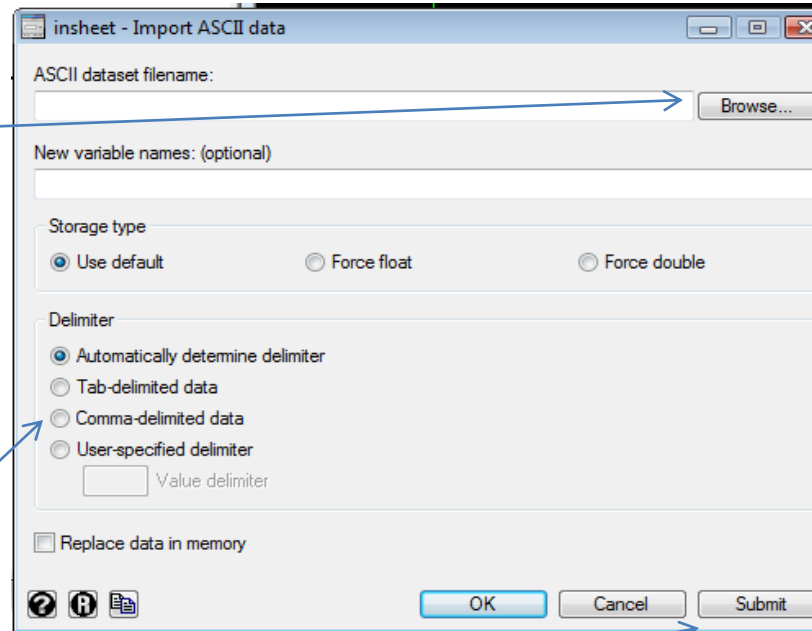 insheet - Import ASCII data
ASCII dataset filename:
Browse...
New variable names: (optional)
Storage type
Use default Force float Force double
Delimiter
Automatically determine delimiter
Tab-delimited data
Comma-delimited data
User-specified delimiter
Value delimiter
Replace data in memory
? R OK Cancel Submit